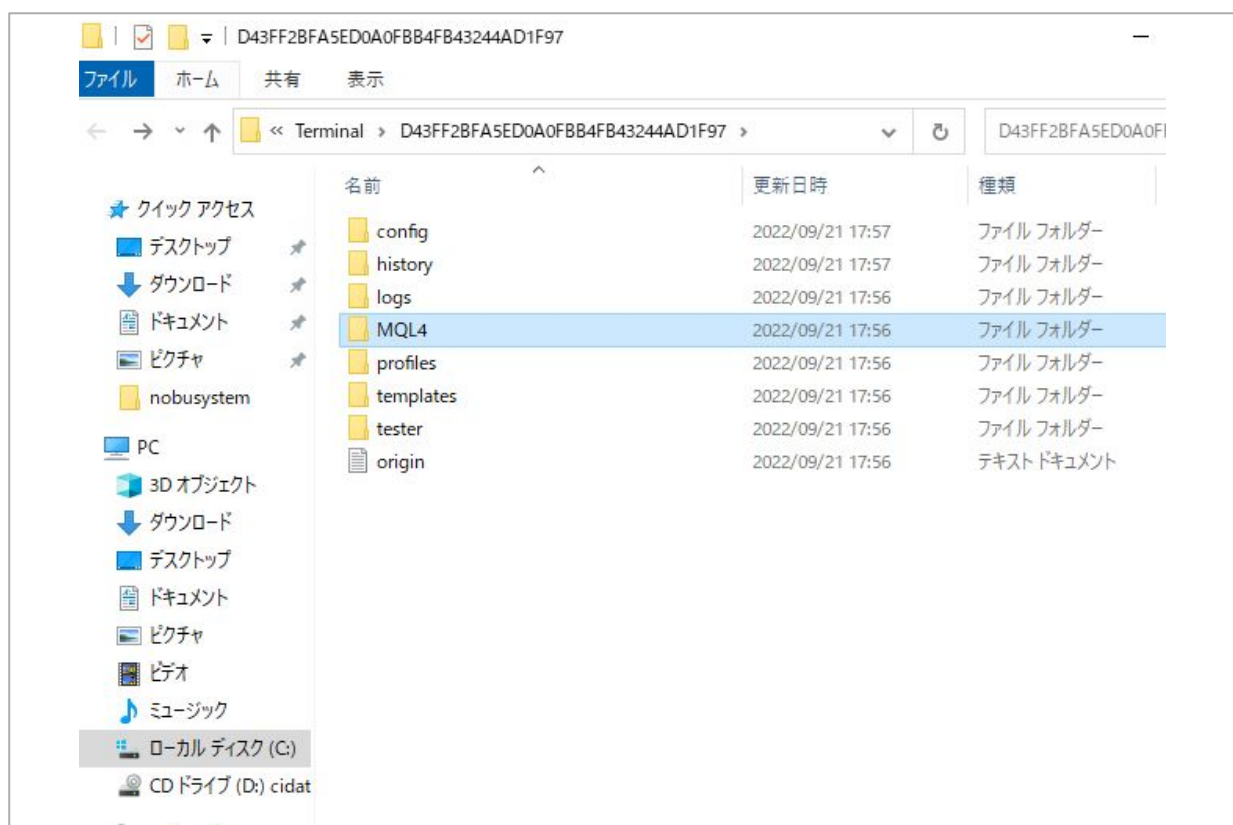 D43FF2BFA5ED0A0FBB4FB43244AD1F97
ファイル ホーム 共有 表示
« Terminal > D43FF2BFA5ED0A0FBB4FB43244AD1F97 > D43FF2BFA5ED0A0F
名前 更新日時 種類
クイック アクセス
デスクトップ
ダウンロード
ドキュメント
ピクチャ
nobusystem
PC
3D オブジェクト
ダウンロード
デスクトップ
ドキュメント
ピクチャ
ビデオ
ミュージック
ローカル ディスク (C:)
CD ドライブ (D:) cidat
config 2022/09/21 17:57 ファイル フォルダー
history 2022/09/21 17:57 ファイル フォルダー
logs 2022/09/21 17:56 ファイル フォルダー
MQL4 2022/09/21 17:56 ファイル フォルダー
profiles 2022/09/21 17:56 ファイル フォルダー
templates 2022/09/21 17:56 ファイル フォルダー
tester 2022/09/21 17:56 ファイル フォルダー
origin 2022/09/21 17:56 テキスト ドキュメント